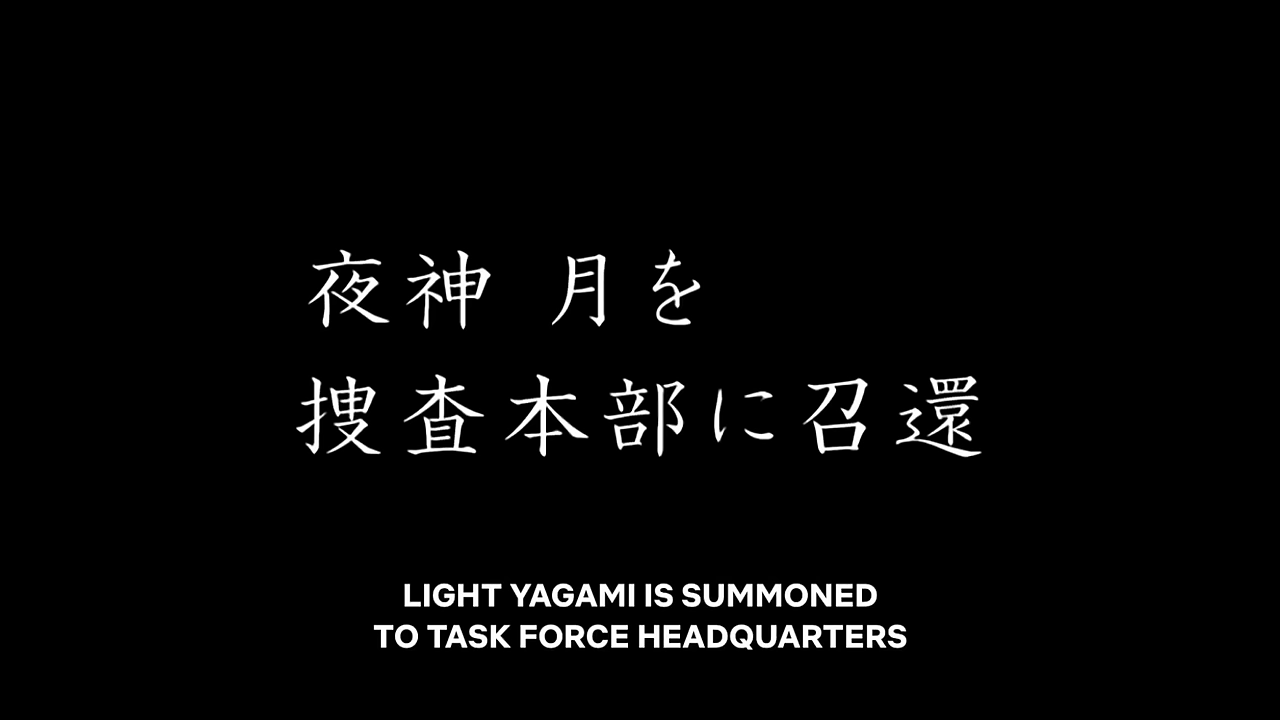 夜神 月を
捜査本部に召還
LIGHT YAGAMI IS SUMMONED
TO TASK FORCE HEADQUARTERS